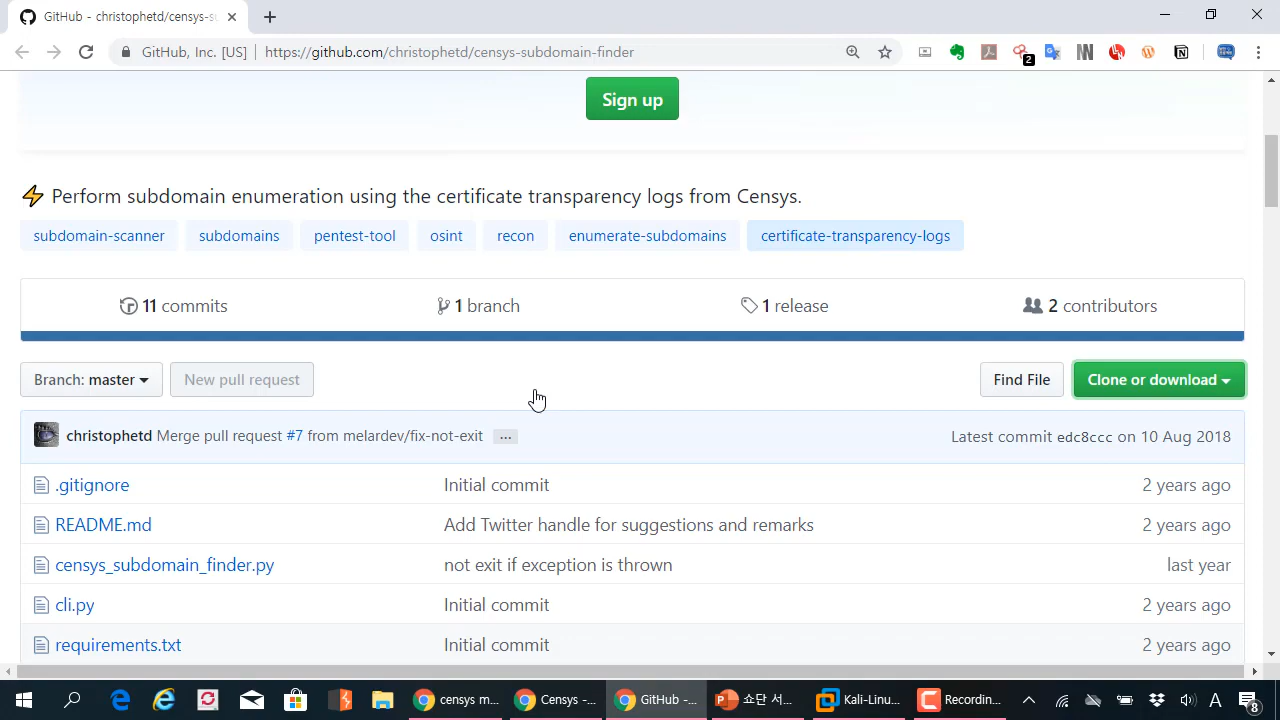 GitHub - christophetd/censys-su
GitHub, Inc. [US] | https://github.com/christophetd/censys-subdomain-finder
2
Sign up
Perform subdomain enumeration using the certificate transparency logs from Censys.
subdomain-scanner subdomains pentest-tool osint recon enumerate-subdomains certificate-transparency-logs
11 commits 1 branch 1 release 2 contributors
Branch: master New pull request Find File Clone or download
christophetd Merge pull request #7 from melardev/fix-not-exit ... Latest commit edc8ccc on 10 Aug 2018
.gitignore Initial commit 2 years ago
README.md Add Twitter handle for suggestions and remarks 2 years ago
censys_subdomain_finder.py not exit if exception is thrown last year
cli.py Initial commit 2 years ago
requirements.txt Initial commit 2 years ago
censys m... Censys -... GitHub -... 쇼단 서... Kali-Linu... Recordin... A 8